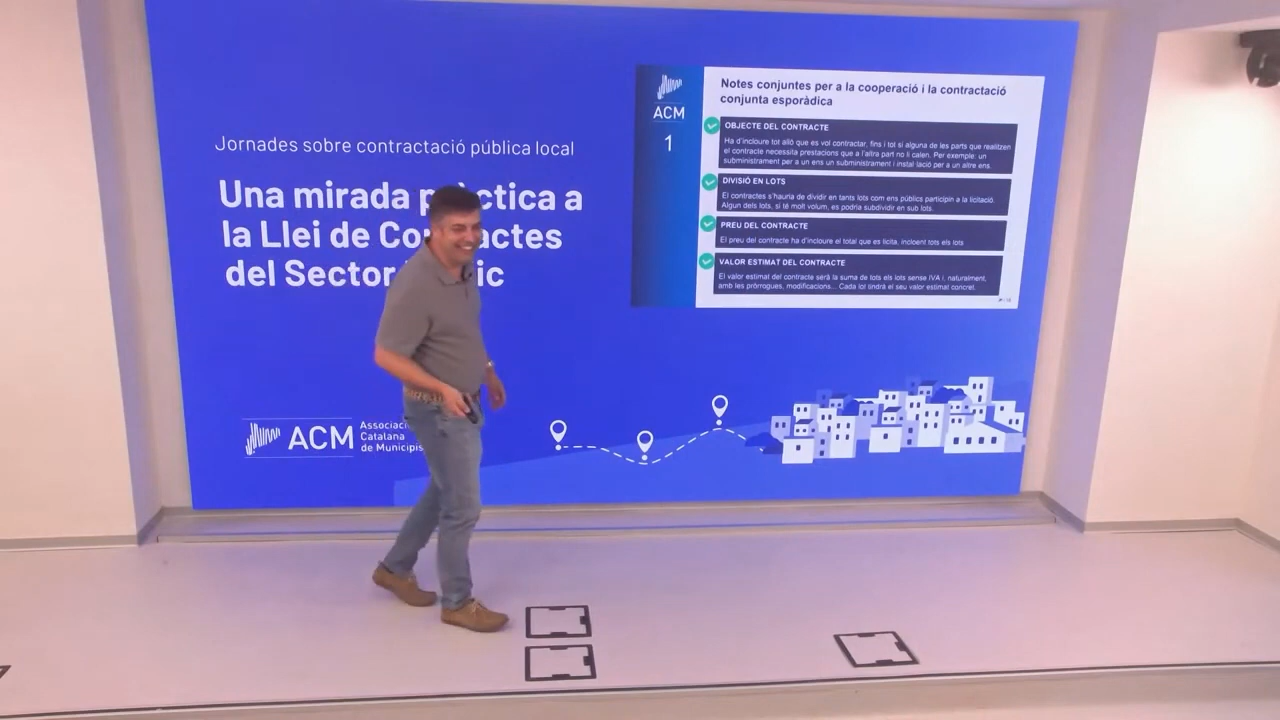 Jornades sobre contractació pública local
Una mirada pràctica a
la Llei de Contractes
del Sector
ACM
Associació
Catalana
de Municipis
ACM
1
Notes conjuntes per a la cooperació i la contractació
conjunta esporàdica
OBJECTE DEL CONTRACTE
Ha d'incloure tot allò que es vol contractar, fins i tot si alguna de les parts que realitzen
el contracte necessita prestacions que a l'altra part no li calen. Per exemple: un
subministrament per a un ens un subministrament i instal·lació per a un altre ens.
DIVISIÓ EN LOTS
El contractes s'hauria de dividir en tants lots com ens públics participin a la licitació.
Algun dels lots, si té molt volum, es podria subdividir en sub lots.
PREU DEL CONTRACTE
El preu del contracte ha d'incloure el total que es licita, incloent tots els lots
VALOR ESTIMAT DEL CONTRACTE
El valor estimat del contracte serà la suma de tots els lots sense IVA i, naturalment,
amb les pròrrogues, modificacions... Cada lot tindrà el seu valor estimat concret.